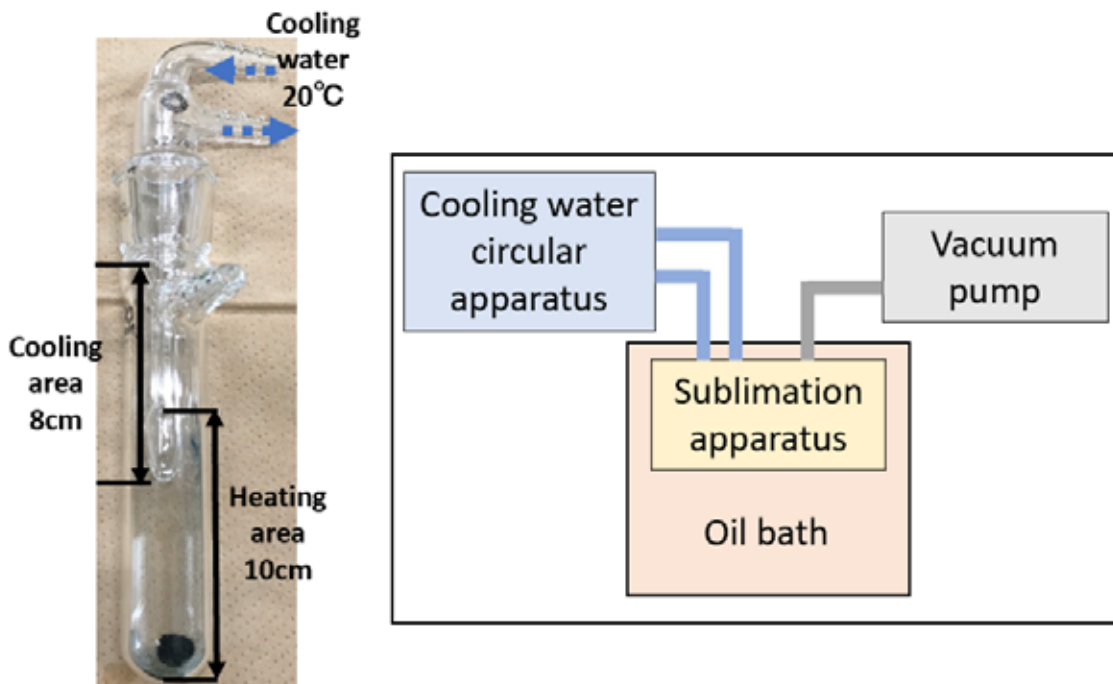 Cooling
water
20℃
Cooling
area
8cm
Heating
area
10cm
Cooling water
circular
apparatus
Vacuum
pump
Sublimation
apparatus
Oil bath